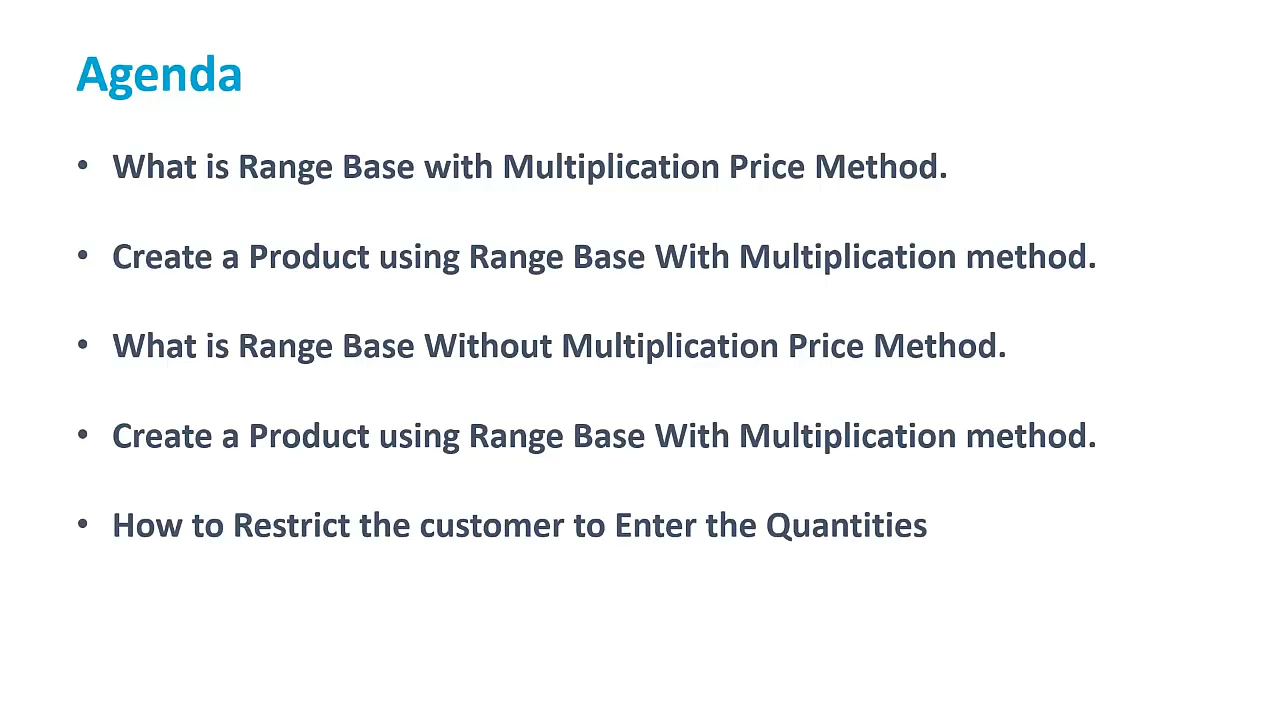 Agenda
• What is Range Base with Multiplication Price Method.
• Create a Product using Range Base With Multiplication method.
• What is Range Base Without Multiplication Price Method.
• Create a Product using Range Base With Multiplication method.
• How to Restrict the customer to Enter the Quantities